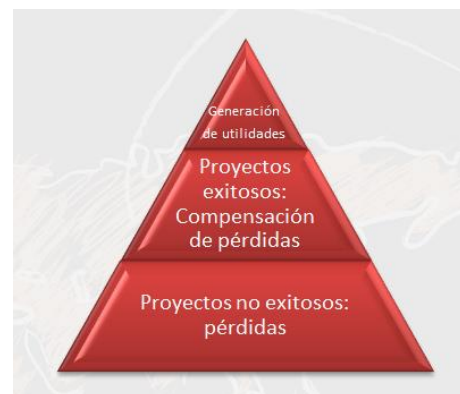 Generación
de utilidades
Proyectos
exitosos:
Compensación
de pérdidas
Proyectos no exitosos:
pérdidas